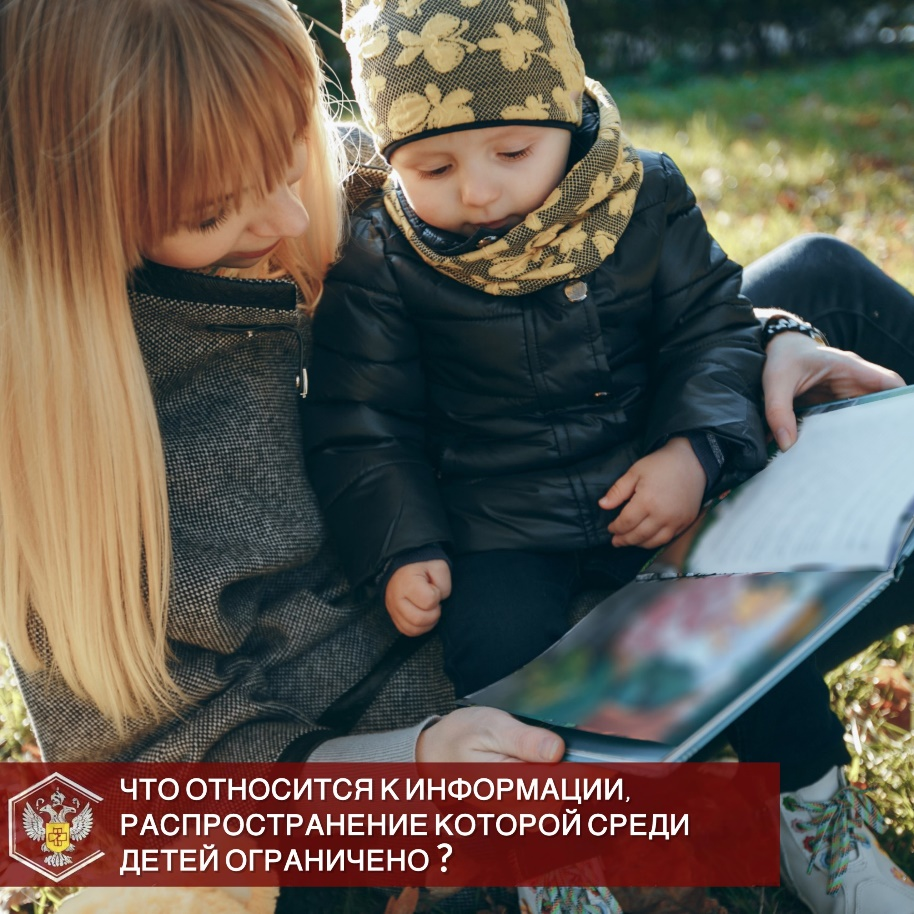 ЧТО ОТНОСИТСЯ К ИНФОРМАЦИИ,
РАСПРОСТРАНЕНИЕ КОТОРОЙ СРЕДИ
ДЕТЕЙ ОГРАНИЧЕНО ?